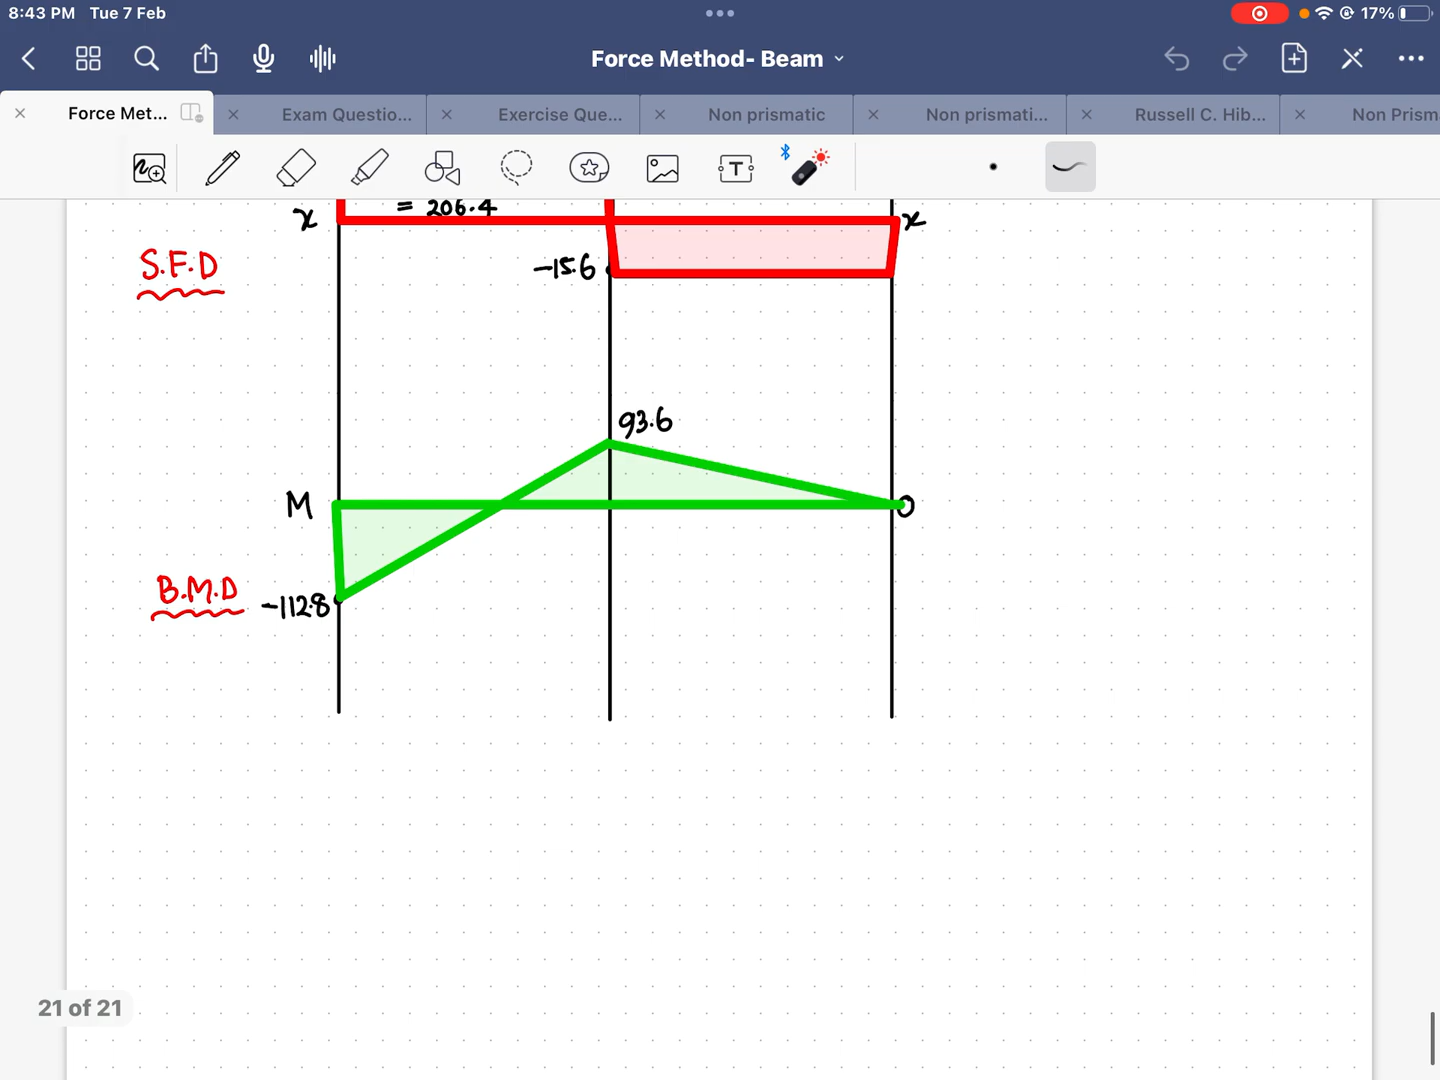 8:43 PM Tue 7 Feb
17%
Force Method- Beam
Force Met...
Exam Questio...
Exercise Que...
Non prismatic
Non prismati...
Russell C. Hib...
Non Prism
T
= 206.4
x
x
S.F.D
-15.6
93.6
M
0
B.M.D
-112.8
21 of 21